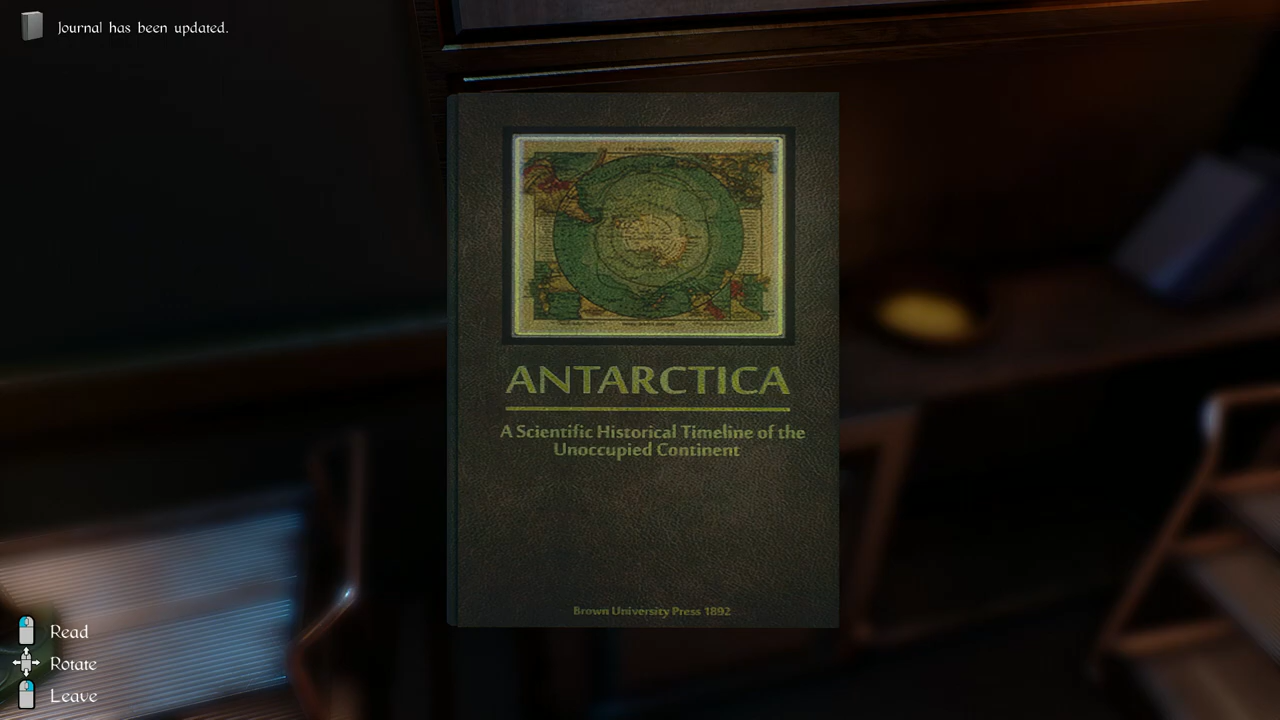 Journal has been updated.
ANTARCTICA
A Scientific Historical Timeline of the
Unoccupied Continent
Brown University Press 1892
Read
Rotate
Leave